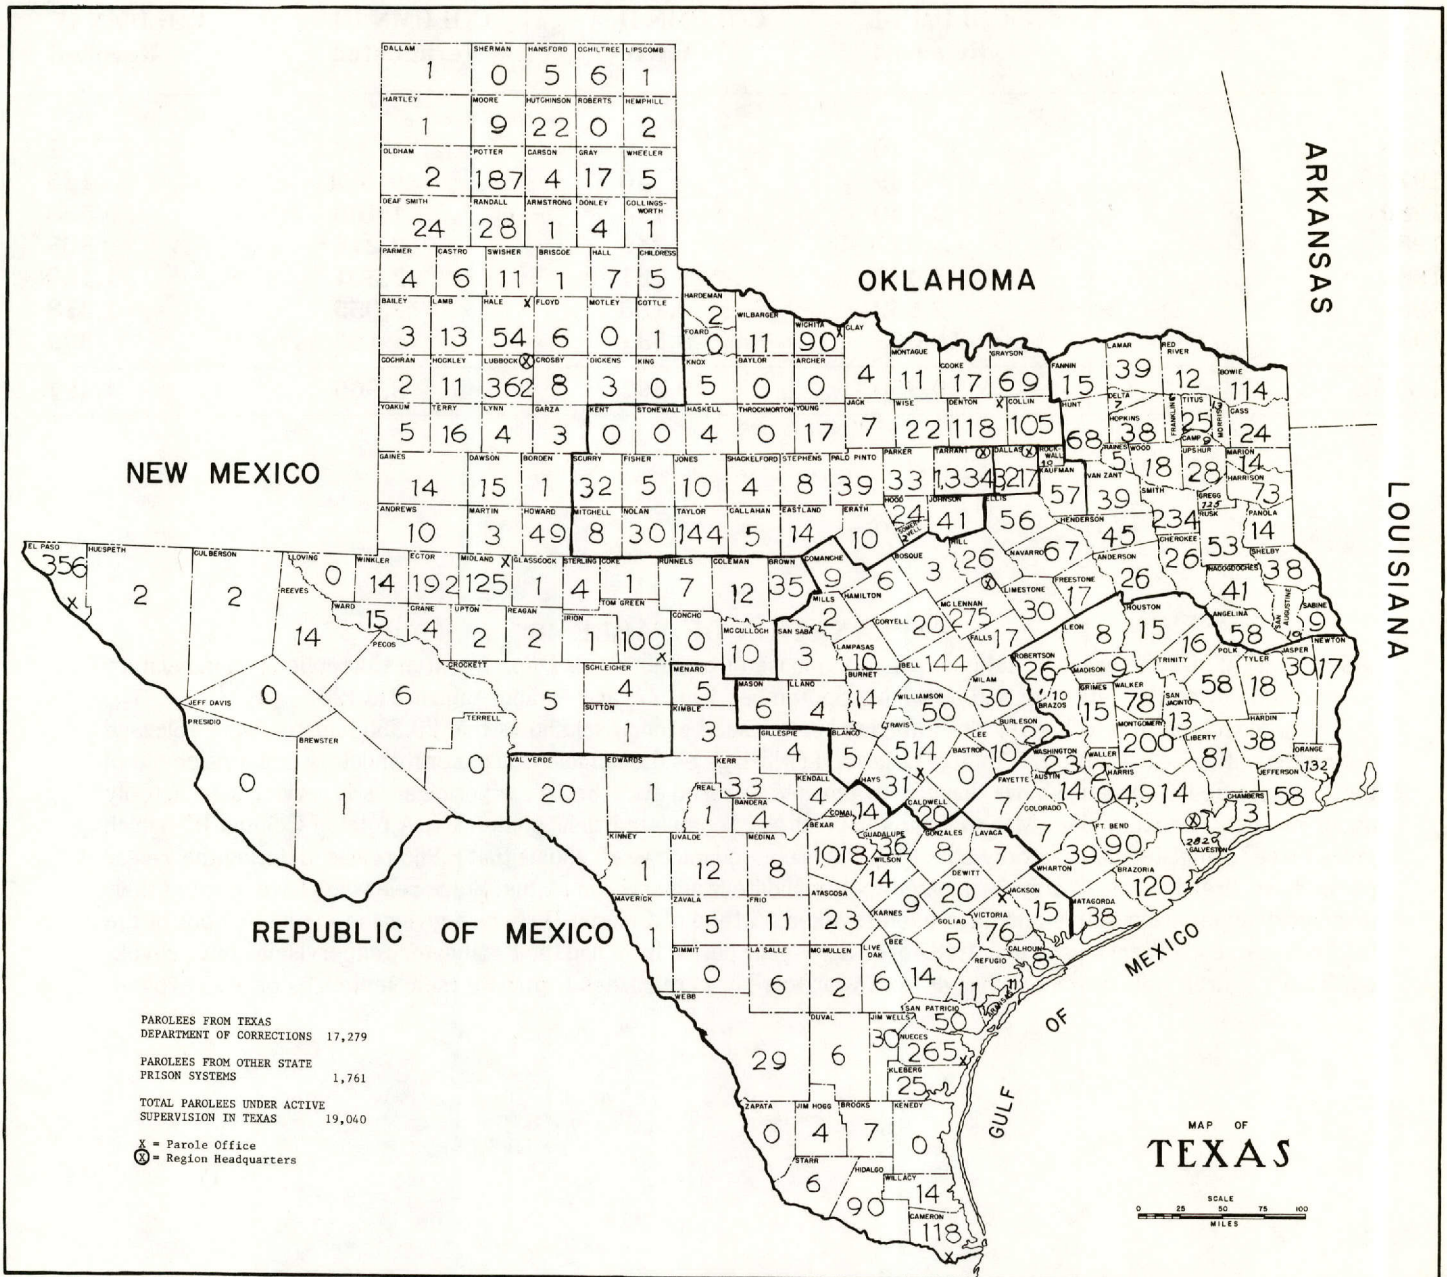 DALLAM SHERMAN HANSFORD OCHILTREE LIPSCOMB
1 0 5 6 1
HARTLEY MOORE HUTCHINSON ROBERTS HEMPHILL
1 9 22 0 2
OLDHAM POTTER CARSON GRAY WHEELER
2 187 4 17 5
DEAF SMITH RANDALL ARMSTRONG DONLEY COLLINGS-
WORTH
24 28 1 4 1
PARMER CASTRO SWISHER BRISCOE HALL CHILDRESS
4 6 11 1 7 5
BAILEY LAMB HALE X FLOYD MOTLEY COTTLE
3 13 54 6 0 1
HARDEMAN
2
WILBARGER
11
WICHITA X
90
CLAY
4
FOARD
0
COCHRAN HOCKLEY LUBBOCK X CROSBY DICKENS KING KNOX BAYLOR ARCHER
2 11 362 8 3 0 5 0 0
MONTAGUE COOKE GRAYSON
11 17 69
FANNIN LAMAR RED
RIVER BOWIE
15 39 12 114
YOAKUM TERRY LYNN GARZA KENT STONEWALL HASKELL THROCKMORTON YOUNG JACK WISE DENTON X COLLIN
5 16 4 3 0 0 4 0 17 7 22 118 105
HUNT DELTA HOPKINS FRANKLIN TITUS MORRIS CASS
68 7 38 25 13 24
CAMP
9
GAINES DAWSON BORDEN SCURRY FISHER JONES SHACKELFORD STEPHENS PALO PINTO PARKER TARRANT X DALLAS X ROCK-
WALL
14 15 1 32 5 10 4 8 39 33 1,334 3,217
RAINES WOOD UPSHUR MARION
5 18 28 14
KAUFMAN VAN ZANT SMITH GREGG HARRISON
57 39 234 125 73
ANDREWS MARTIN HOWARD MITCHELL NOLAN TAYLOR CALLAHAN EASTLAND ERATH HOOD JOHNSON ELLIS
10 3 49 8 30 144 5 14 10 24 41 56
HENDERSON CHEROKEE RUSK PANOLA
45 26 53 14
EL PASO HUDSPETH CULBERSON LOVING WINKLER ECTOR MIDLAND X GLASSCOCK STERLING COKE RUNNELS COLEMAN BROWN COMANCHE
356 2 2 0 14 192 125 1 4 1 7 12 35 9
X
BOSQUE HILL NAVARRO ANDERSON NACOGDOCHES SHELBY
3 26 67 26 41 38
REEVES WARD CRANE UPTON REAGAN IRION TOM GREEN CONCHO MC CULLOCH SAN SABA MILLS HAMILTON
14 15 4 2 2 1 100 0 10 3 2 6
X
CORYELL MC LENNAN X LIMESTONE FREESTONE
20 275 30 17
FALLS LEON HOUSTON ANGELINA SAN
AUGUSTINE SABINE
17 8 15 58 10 9
PECOS CROCKETT SCHLEICHER MENARD MASON LLANO LAMPASAS BURNET BELL MILAM ROBERTSON
6 5 4 5 6 4 10 14 144 30 26
MADISON TRINITY POLK TYLER JASPER NEWTON
9 16 58 18 30 17
JEFF DAVIS SUTTON KIMBLE WILLIAMSON BRAZOS GRIMES WALKER SAN
JACINTO
0 1 3 50 10 15 78 13
PRESIDIO BREWSTER TERRELL GILLESPIE BLANCO TRAVIS LEE BURLESON
0 1 0 4 5 514 10 22
X
MONTGOMERY LIBERTY HARDIN ORANGE
200 81 38 132
VAL VERDE EDWARDS KERR REAL BANDERA KENDALL HAYS BASTROP WASHINGTON WALLER
20 1 33 1 4 4 31 0 23 20
HARRIS CHAMBERS JEFFERSON
4,914 13 58
X
KINNEY UVALDE MEDINA BEXAR COMAL CALDWELL FAYETTE AUSTIN
1 12 8 1018 14 20 7 14
GUADALUPE GONZALES LAVACA COLORADO FT. BEND GALVESTON
36 8 7 7 90 282
WILSON DEWITT WHARTON BRAZORIA
14 20 39 120
MAVERICK ZAVALA FRIO ATASCOSA KARNES GOLIAD VICTORIA X JACKSON MATAGORDA
1 5 11 23 9 5 76 15 38
DIMMIT LA SALLE MC MULLEN LIVE
OAK BEE REFUGIO CALHOUN
0 6 2 6 14 11 8
ARANSAS
11
WEBB DUVAL JIM WELLS SAN PATRICIO NUECES
29 6 30 50 265
X
KLEBERG
25
ZAPATA JIM HOGG BROOKS KENEDY
0 4 7 0
STARR HIDALGO WILLACY
6 90 14
CAMERON
118
X
OKLAHOMA
ARKANSAS
NEW MEXICO
LOUISIANA
REPUBLIC OF MEXICO
GULF OF MEXICO
PAROLEES FROM TEXAS
DEPARTMENT OF CORRECTIONS 17,279
PAROLEES FROM OTHER STATE
PRISON SYSTEMS 1,761
TOTAL PAROLEES UNDER ACTIVE
SUPERVISION IN TEXAS 19,040
X = Parole Office
X = Region Headquarters
MAP OF
TEXAS
SCALE
0 25 50 75 100
MILES